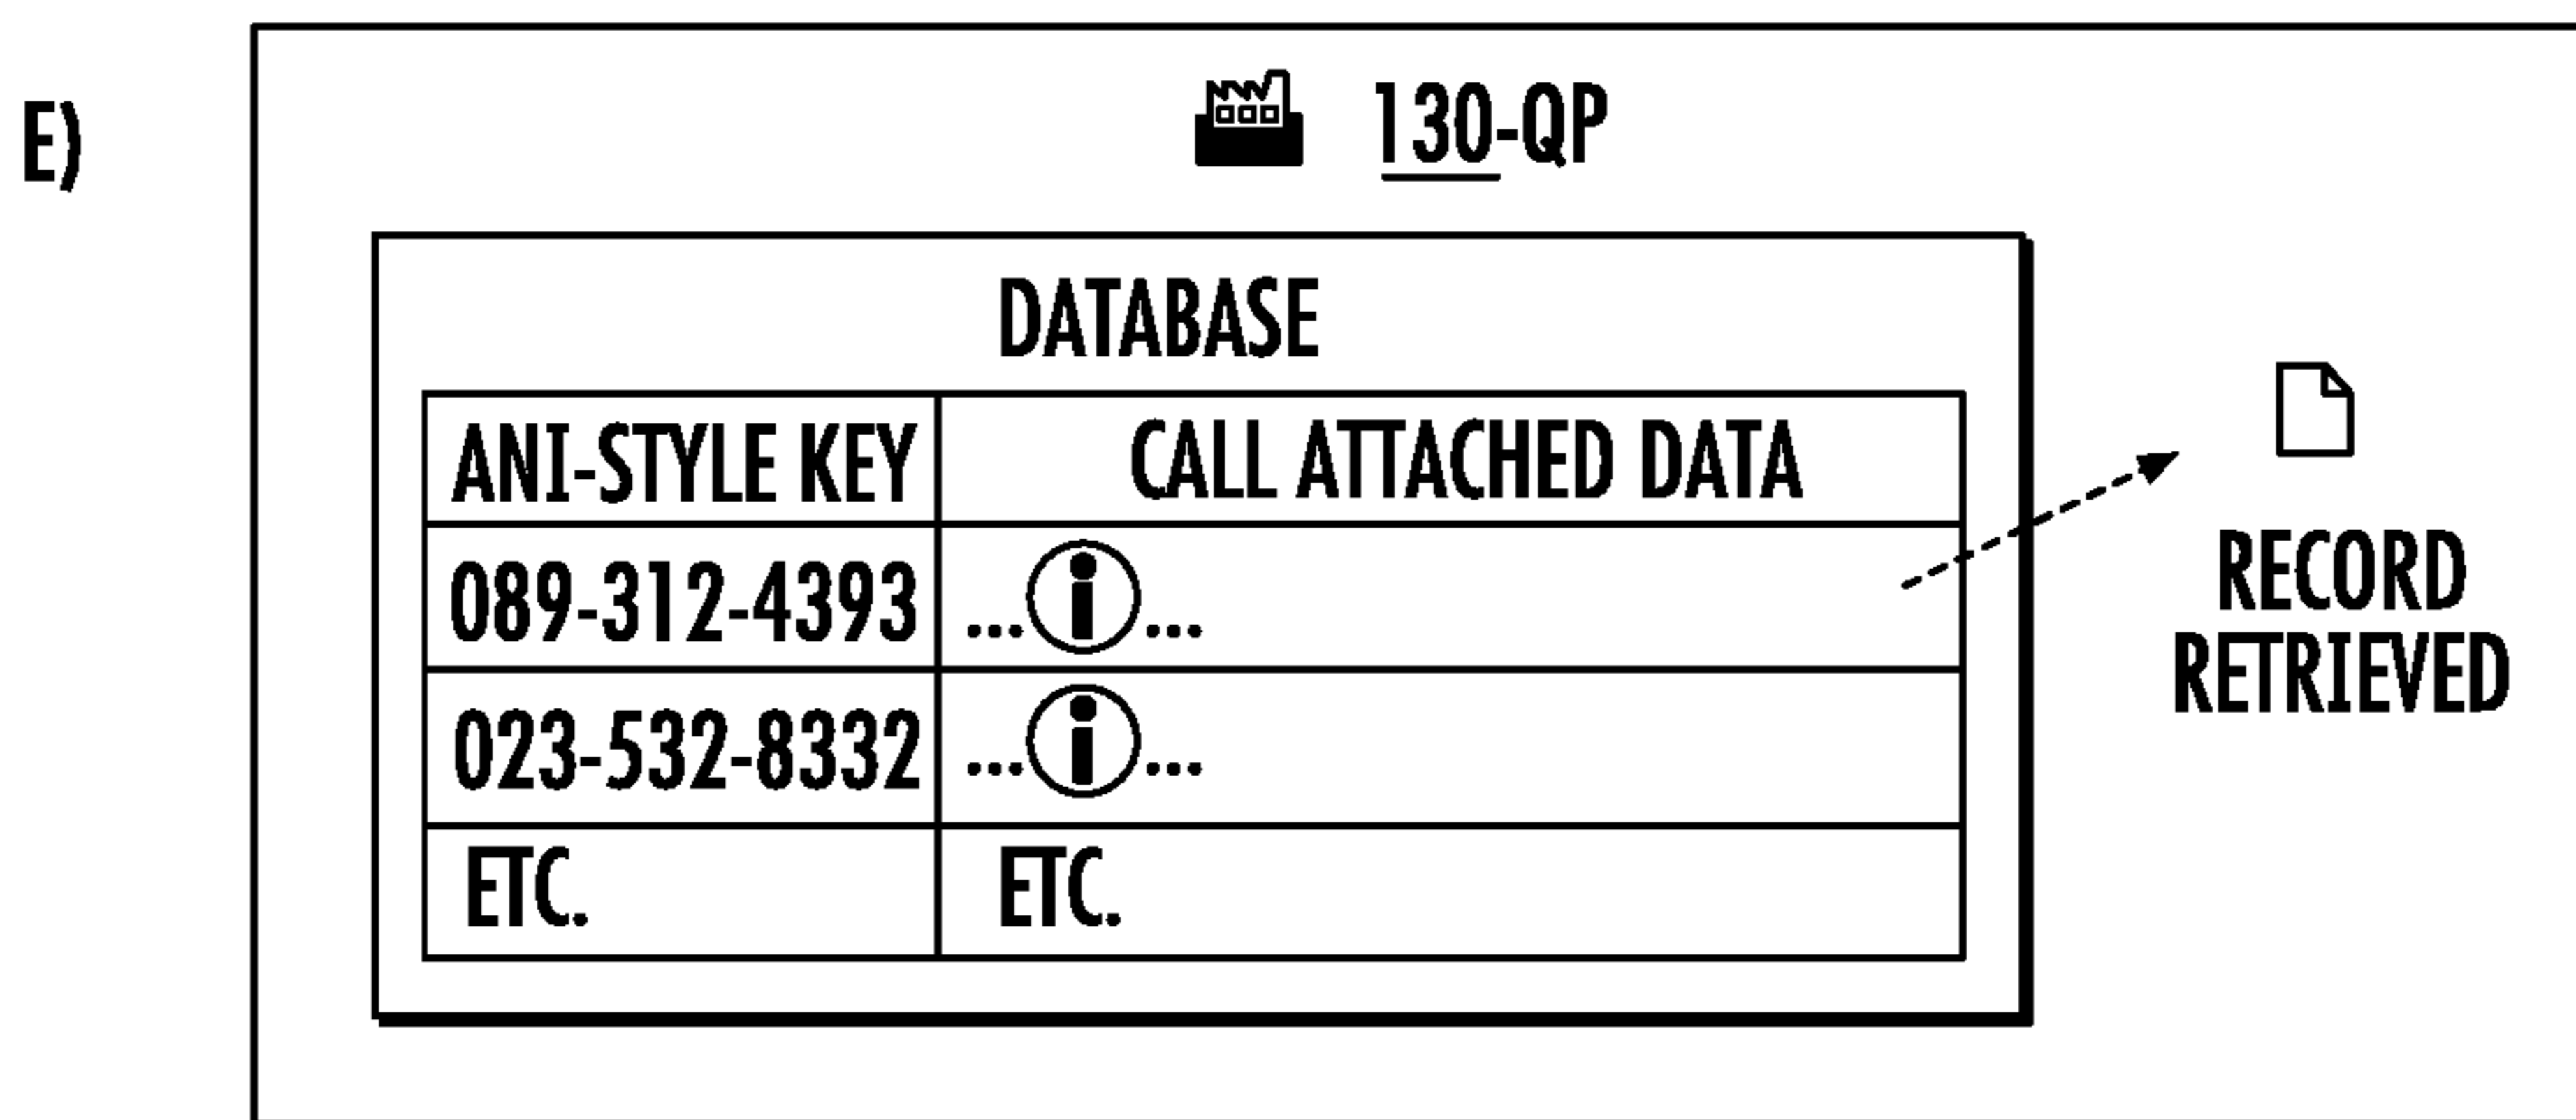 E)
130-QP
DATABASE
ANI-STYLE KEY CALL ATTACHED DATA
089-312-4393 ...i...
023-532-8332 ...i...
ETC. ETC.
RECORD
RETRIEVED